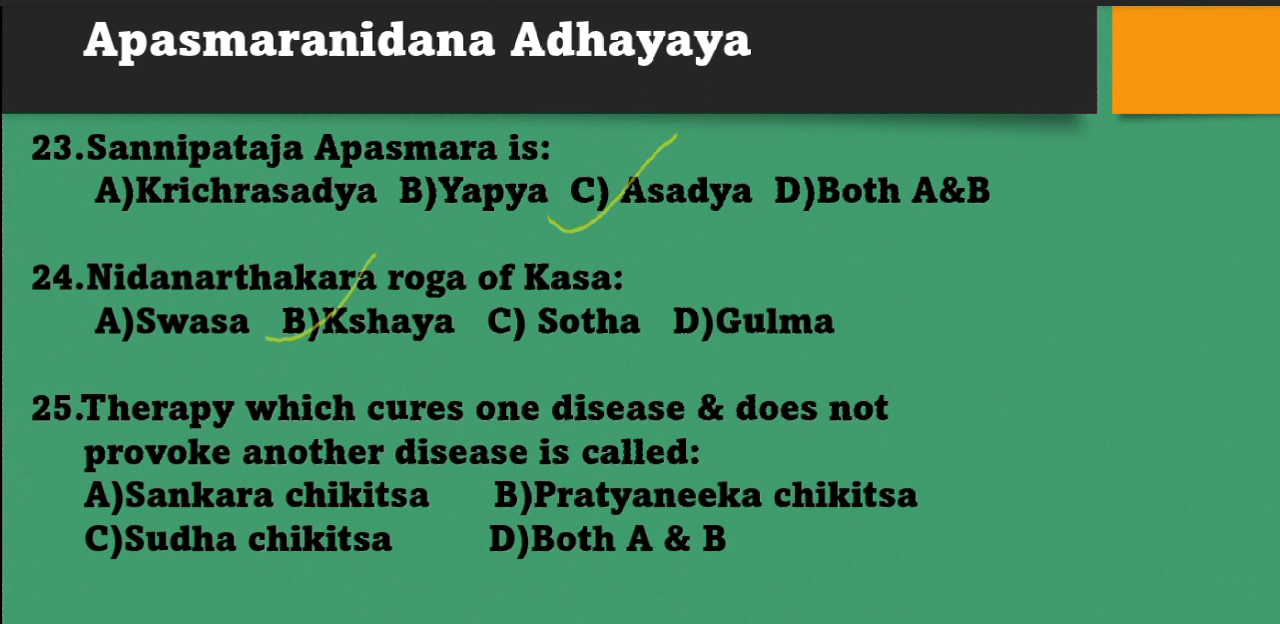 Apasmaranidana Adhayaya
23.Sannipataja Apasmara is:
A)Krichrasadya B)Yapya C) Asadya D)Both A&B
24.Nidanarthakara roga of Kasa:
A)Swasa B)Kshaya C) Sotha D)Gulma
25.Therapy which cures one disease & does not
provoke another disease is called:
A)Sankara chikitsa B)Pratyaneeka chikitsa
C)Sudha chikitsa D)Both A & B